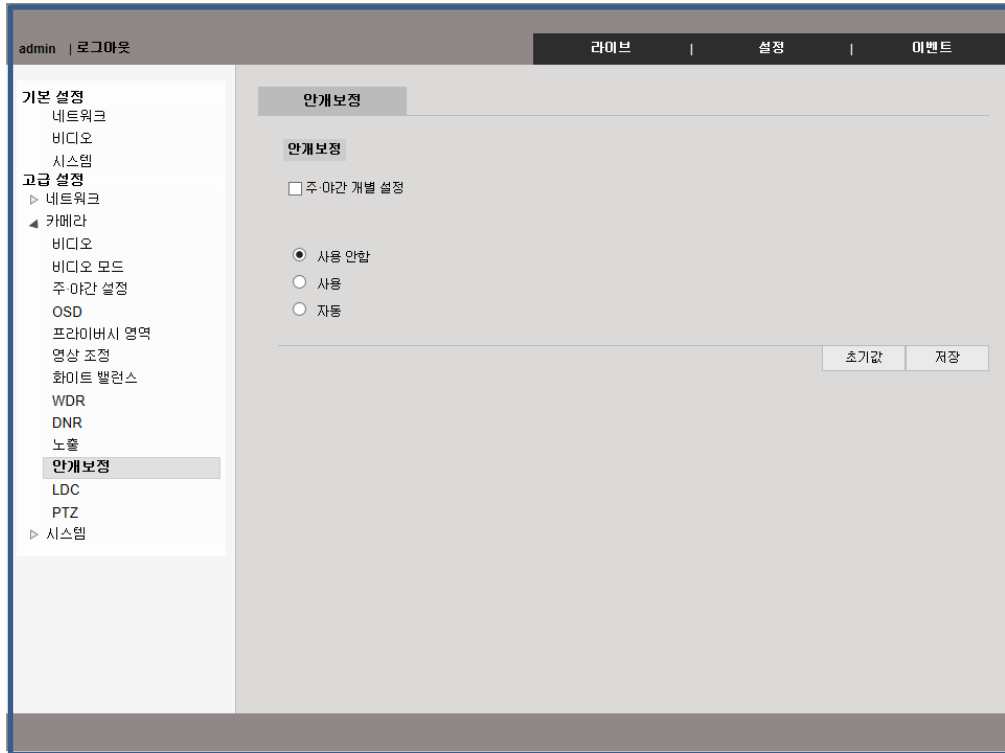 admin | 로그아웃
라이브 | 설정 | 이벤트
기본 설정
네트워크
비디오
시스템
고급 설정
네트워크
카메라
비디오
비디오 모드
주·야간 설정
OSD
프라이버시 영역
영상 조정
화이트 밸런스
WDR
DNR
노출
안개보정
LDC
PTZ
시스템
안개보정
안개보정
주·야간 개별 설정
사용 안함
사용
자동
초기값 저장